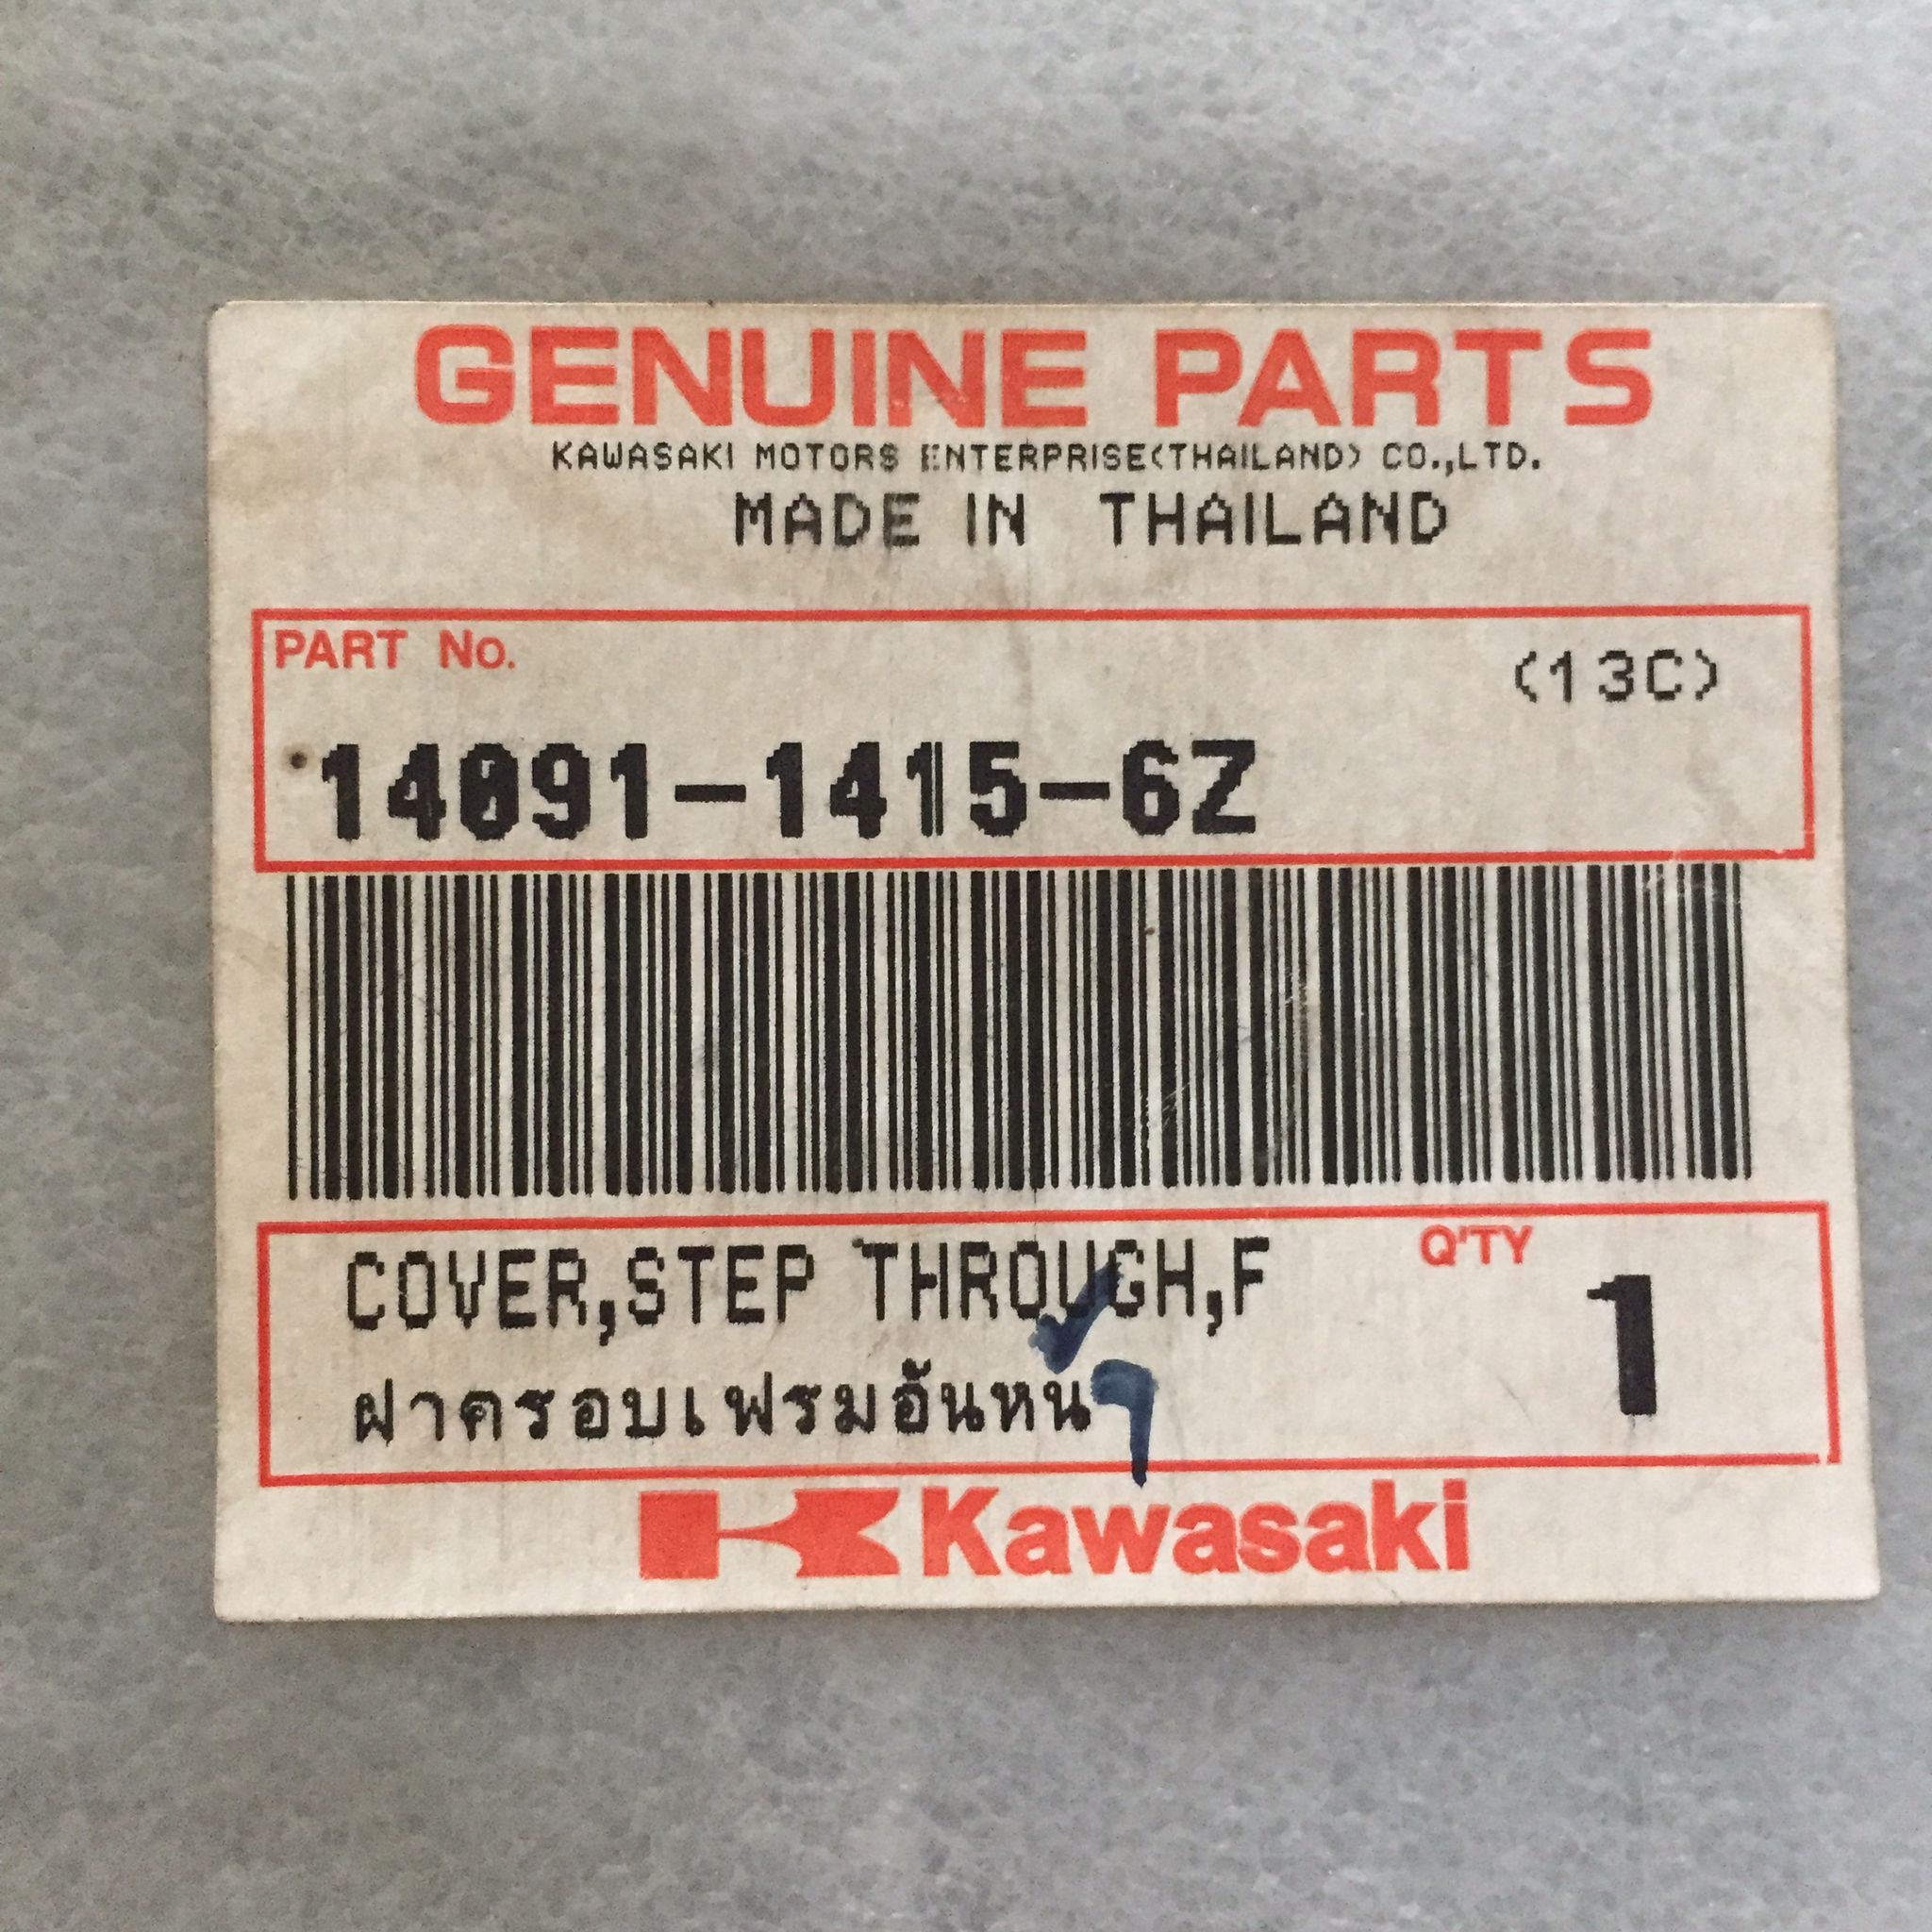 GENUINE PARTS
KAWASAKI MOTORS ENTERPRISE(THAILAND) CO.,LTD.
MADE IN THAILAND
PART No.
(13C)
14091-1415-6Z
COVER,STEP THROUGH,F
Q'TY
1
ฝาครอบเฟรมอันหน้า
Kawasaki